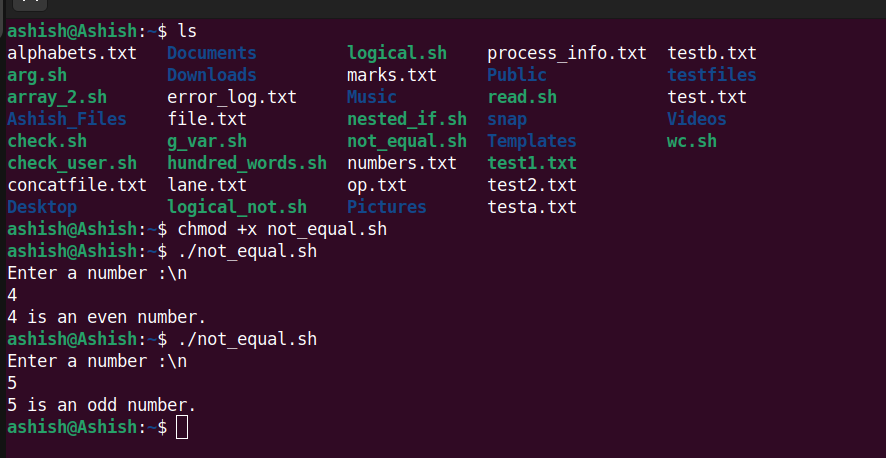 ashish@Ashish:~$ ls
alphabets.txt   Documents         logical.sh    process_info.txt  testb.txt
arg.sh          Downloads         marks.txt     Public            testfiles
array_2.sh      error_log.txt     Music         read.sh           test.txt
Ashish_Files    file.txt          nested_if.sh  snap              Videos
check.sh        g_var.sh          not_equal.sh  Templates         wc.sh
check_user.sh   hundred_words.sh  numbers.txt   test1.txt
concatfile.txt  lane.txt          op.txt        test2.txt
Desktop         logical_not.sh    Pictures      testa.txt
ashish@Ashish:~$ chmod +x not_equal.sh
ashish@Ashish:~$ ./not_equal.sh
Enter a number :\n
4
4 is an even number.
ashish@Ashish:~$ ./not_equal.sh
Enter a number :\n
5
5 is an odd number.
ashish@Ashish:~$